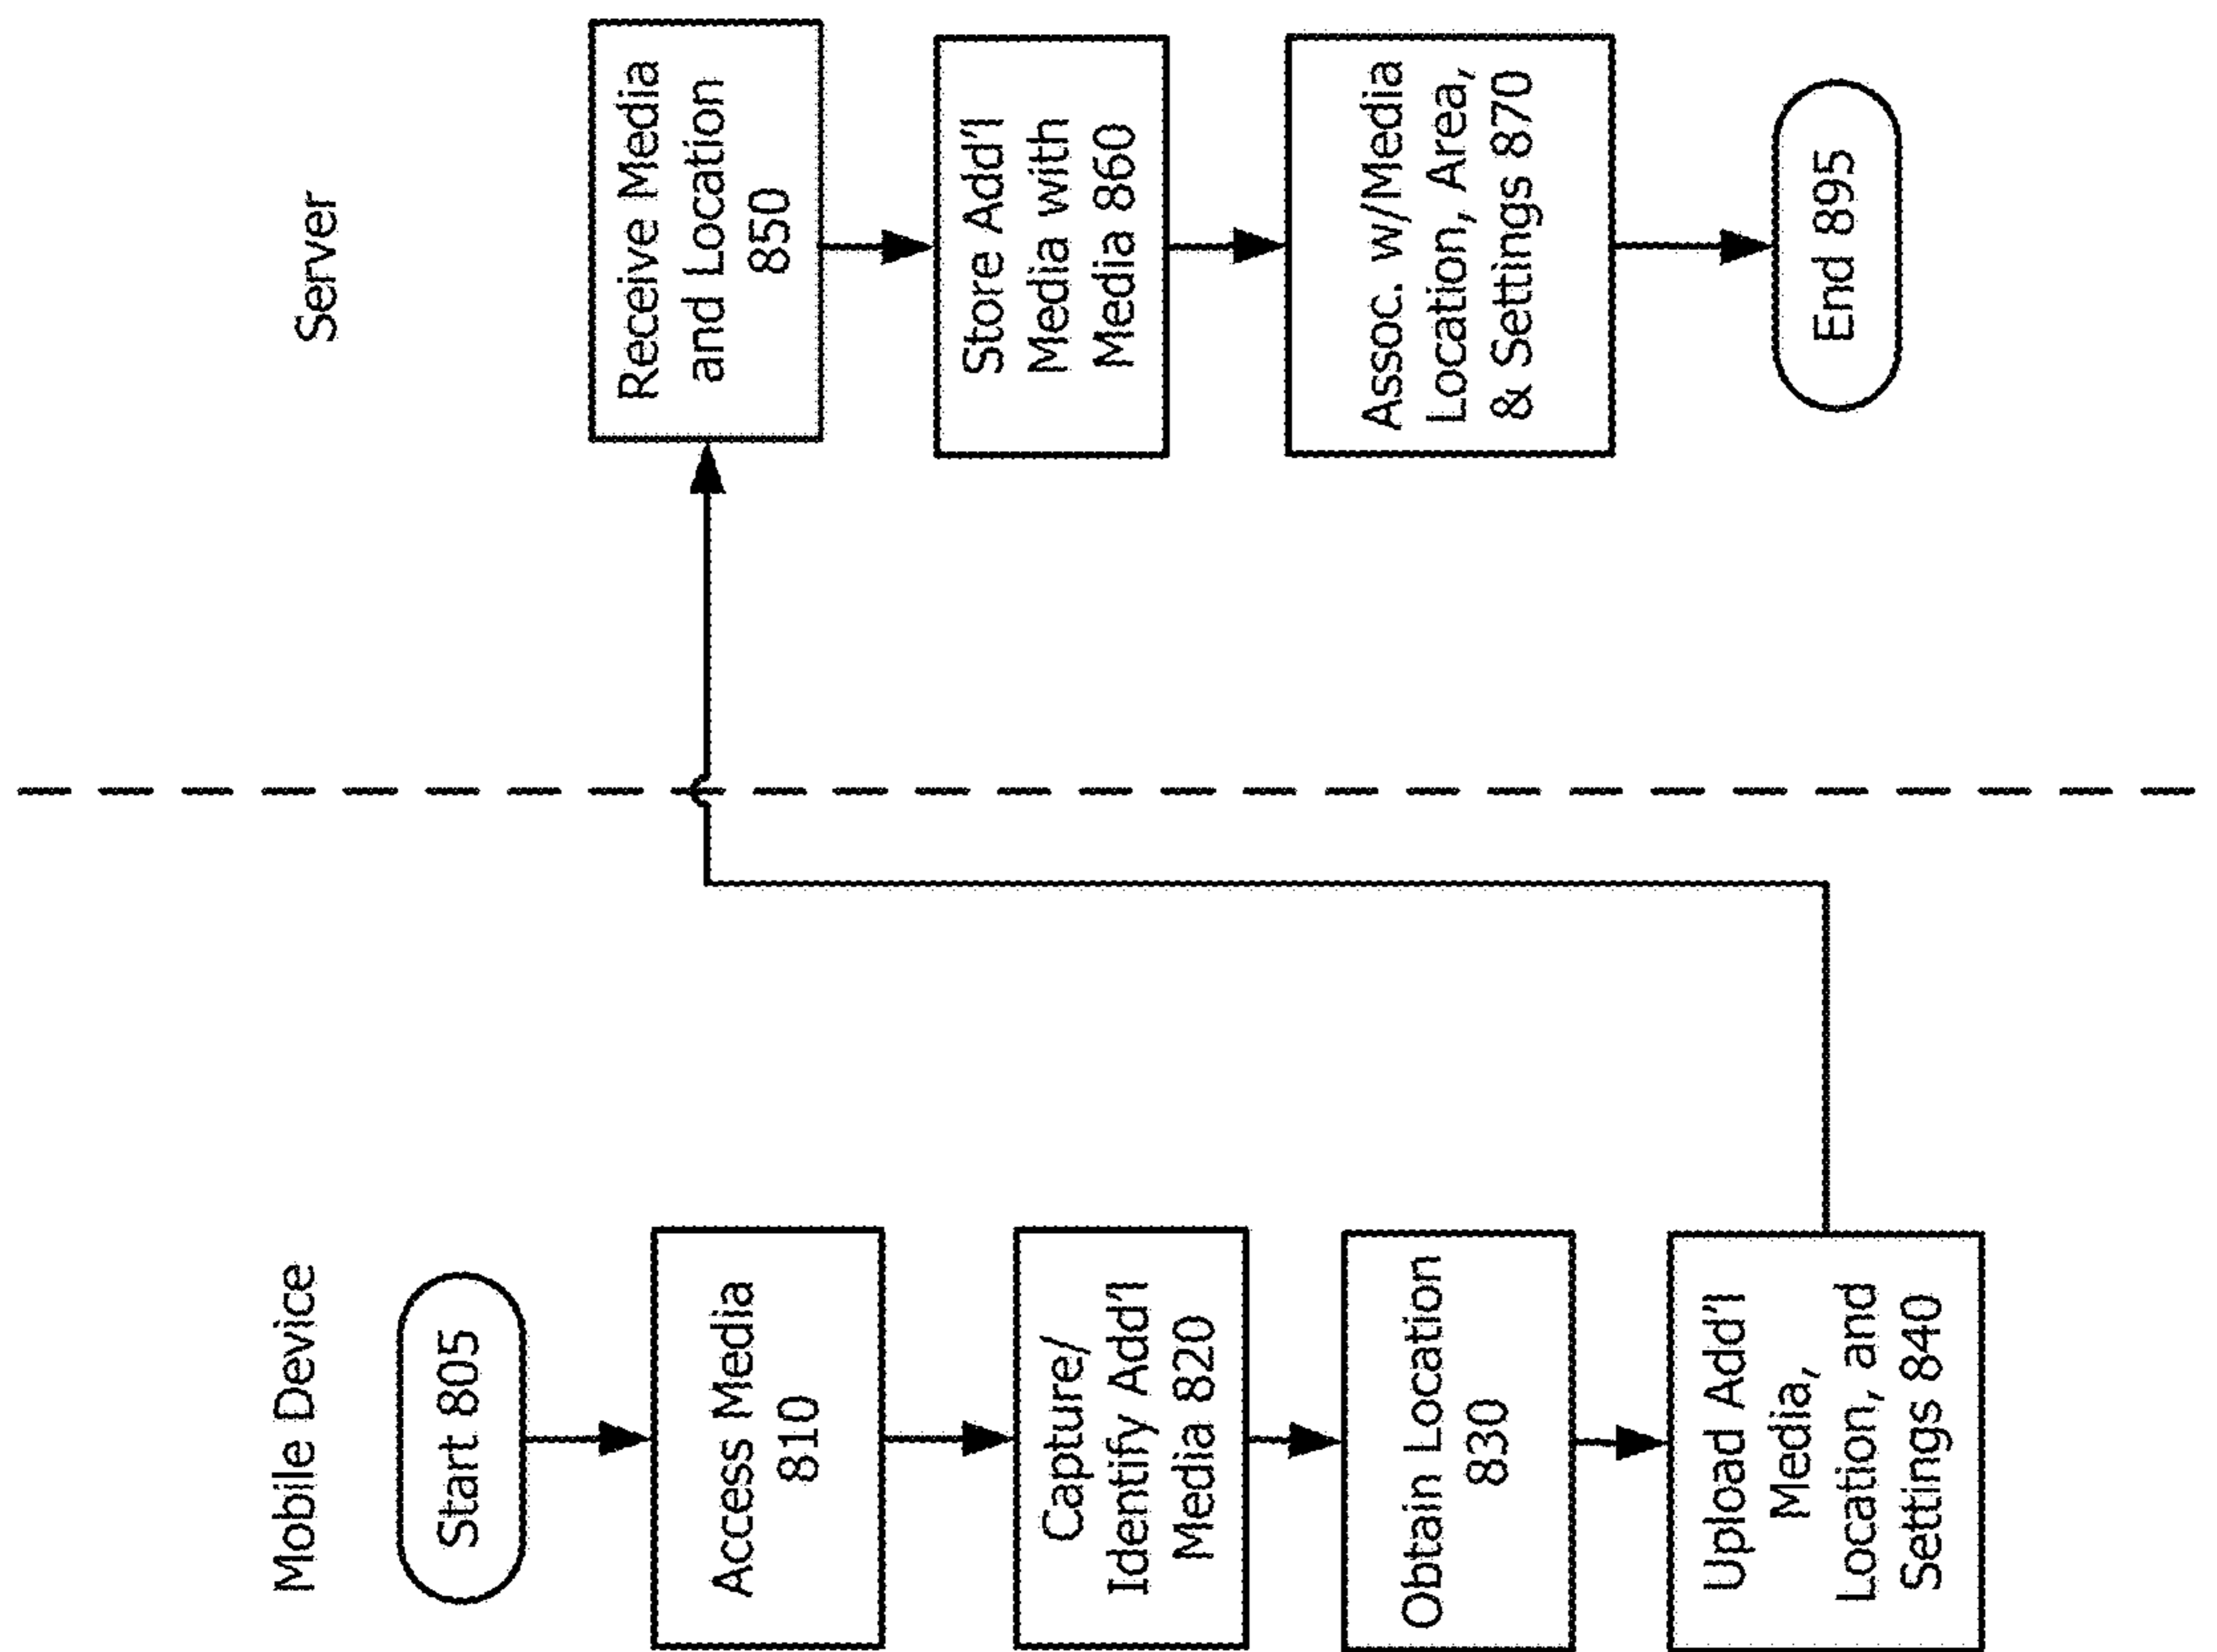 Mobile Device
Start 805
Access Media
810
Capture/
Identify Add'l
Media 820
Obtain Location
830
Upload Add'l
Media,
Location, and
Settings 840
Server
Receive Media
and Location
850
Store Add'l
Media with
Media 860
Assoc. w/Media
Location, Area,
& Settings 870
End 895